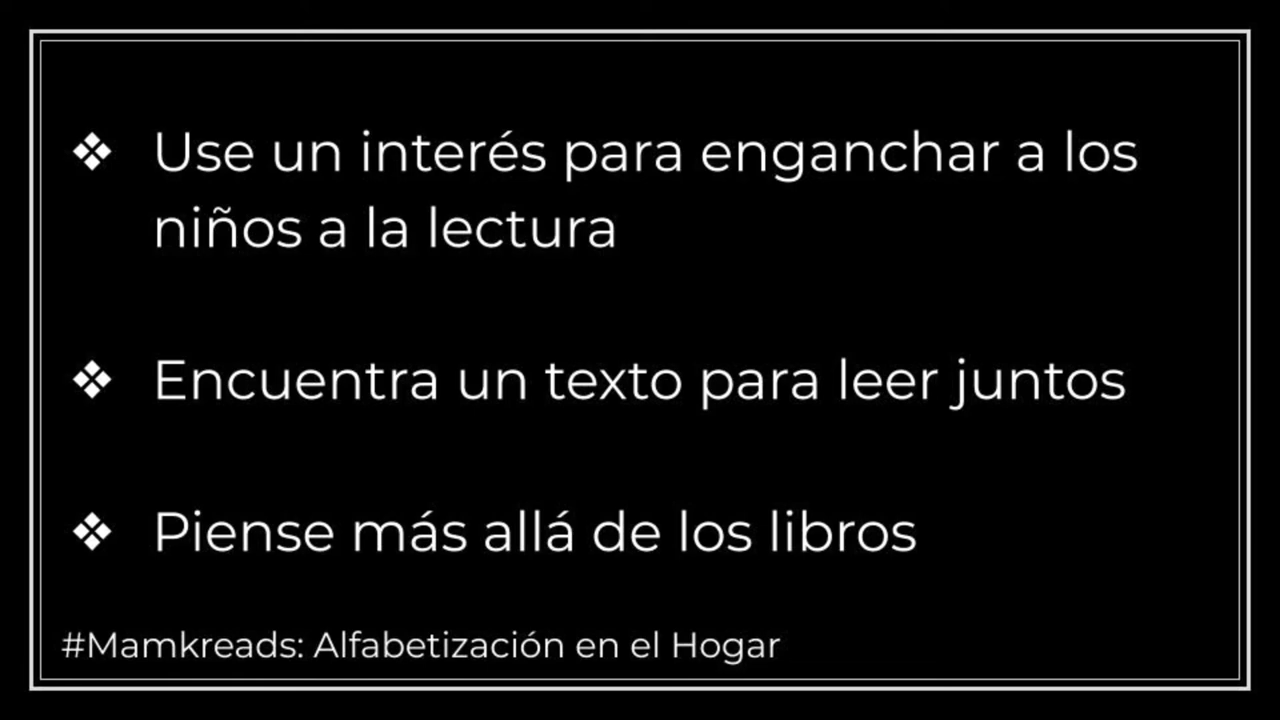 ❖ Use un interés para enganchar a los
niños a la lectura
❖ Encuentra un texto para leer juntos
❖ Piense más allá de los libros
#Mamkreads: Alfabetización en el Hogar